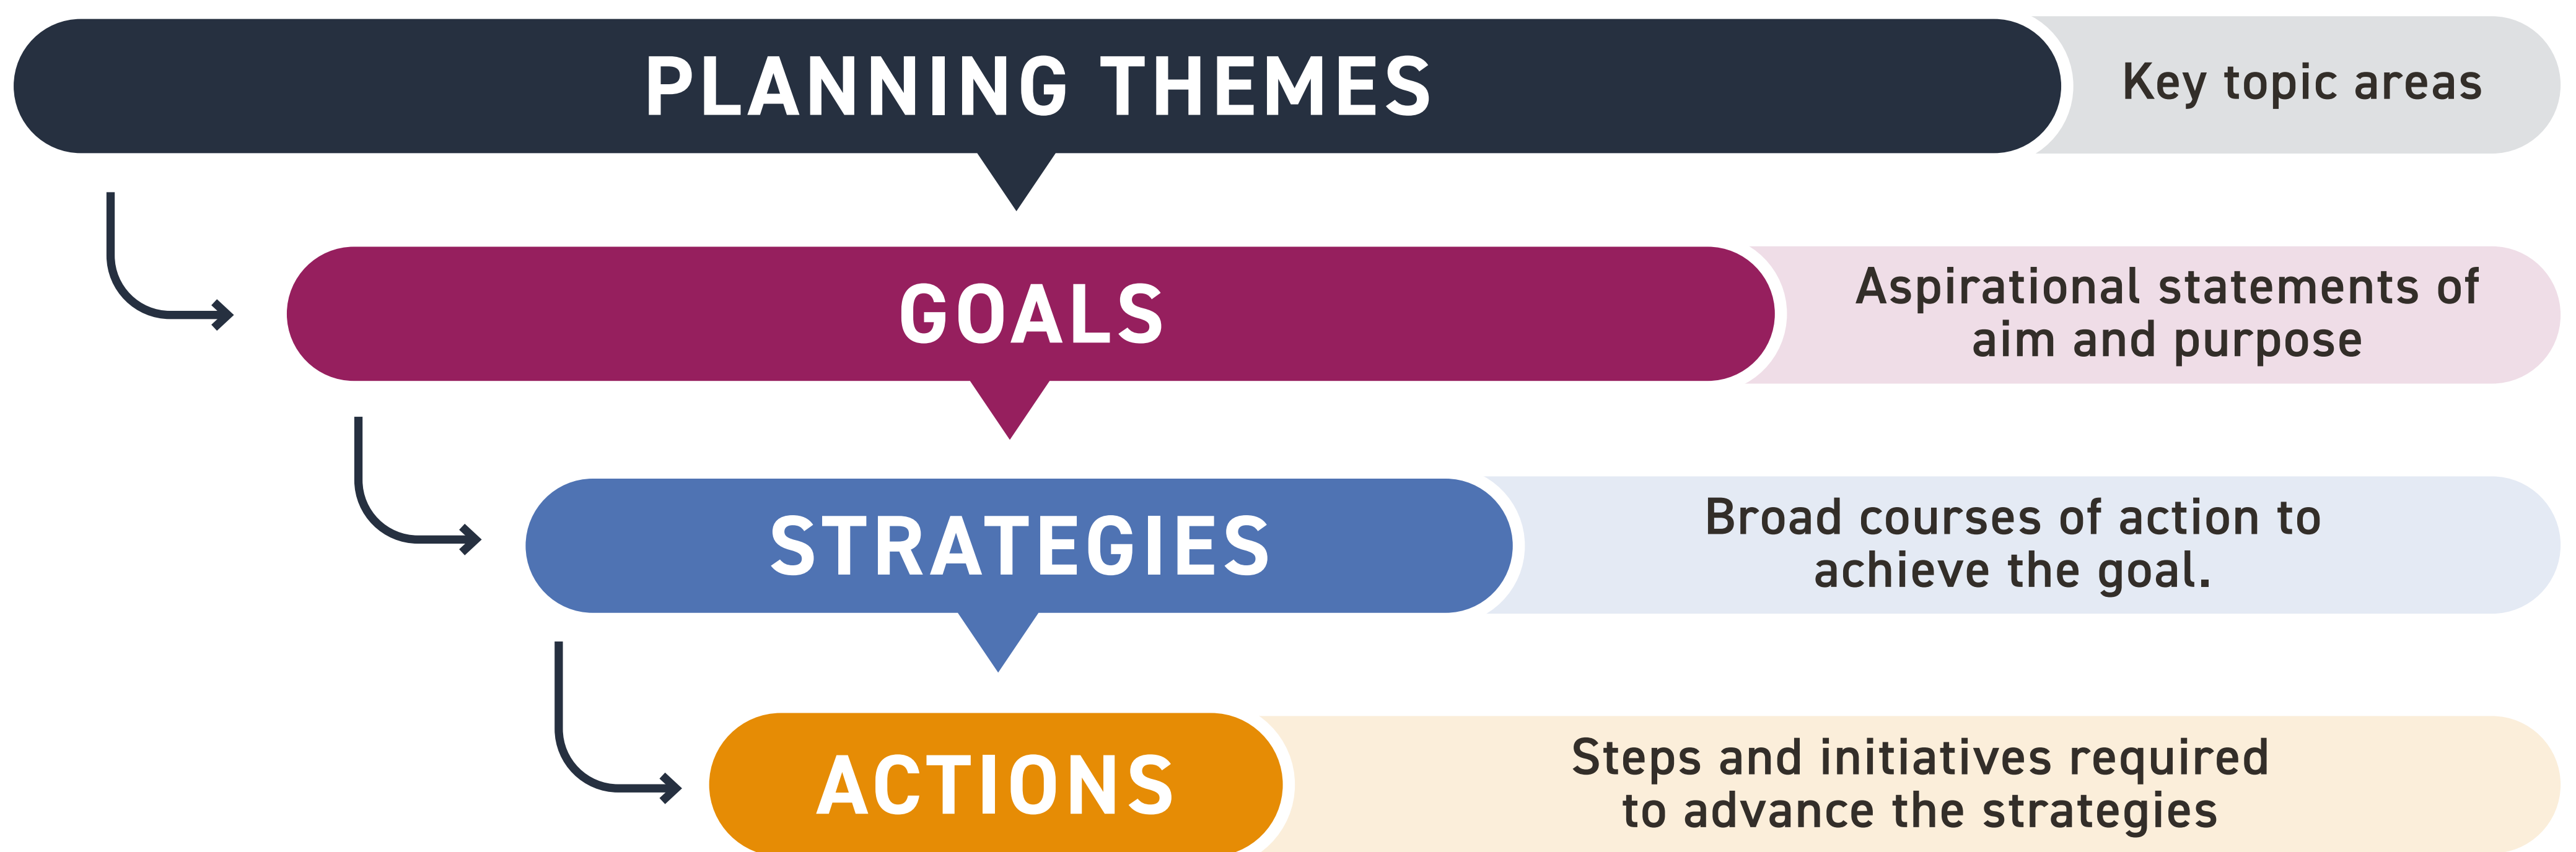 PLANNING THEMES
Key topic areas
GOALS
Aspirational statements of
aim and purpose
STRATEGIES
Broad courses of action to
achieve the goal.
ACTIONS
Steps and initiatives required
to advance the strategies